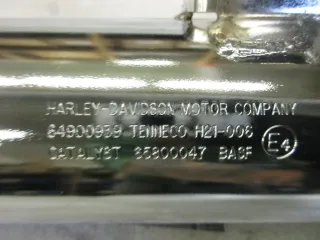 HARLEY-DAVIDSON MOTOR COMPANY
64900939 TENNECO H21-006
CATALYST 65800047 BASF E4